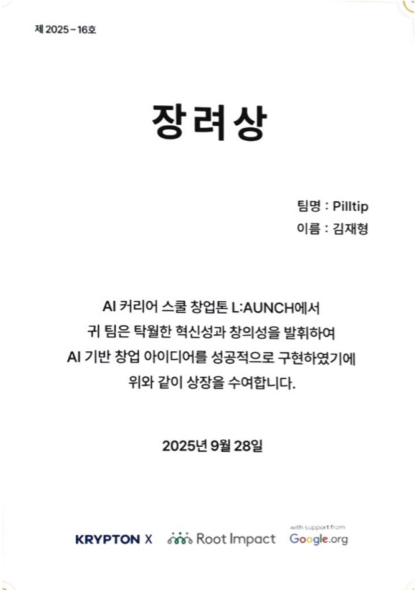 제 2025-16호
장려상
팀명 : Pilltip
이름 : 김재형
AI 커리어 스쿨 창업톤 L:AUNCH에서
귀 팀은 탁월한 혁신성과 창의성을 발휘하여
AI 기반 창업 아이디어를 성공적으로 구현하였기에
위와 같이 상장을 수여합니다.
2025년 9월 28일
with support from
KRYPTON X Root Impact Google.org